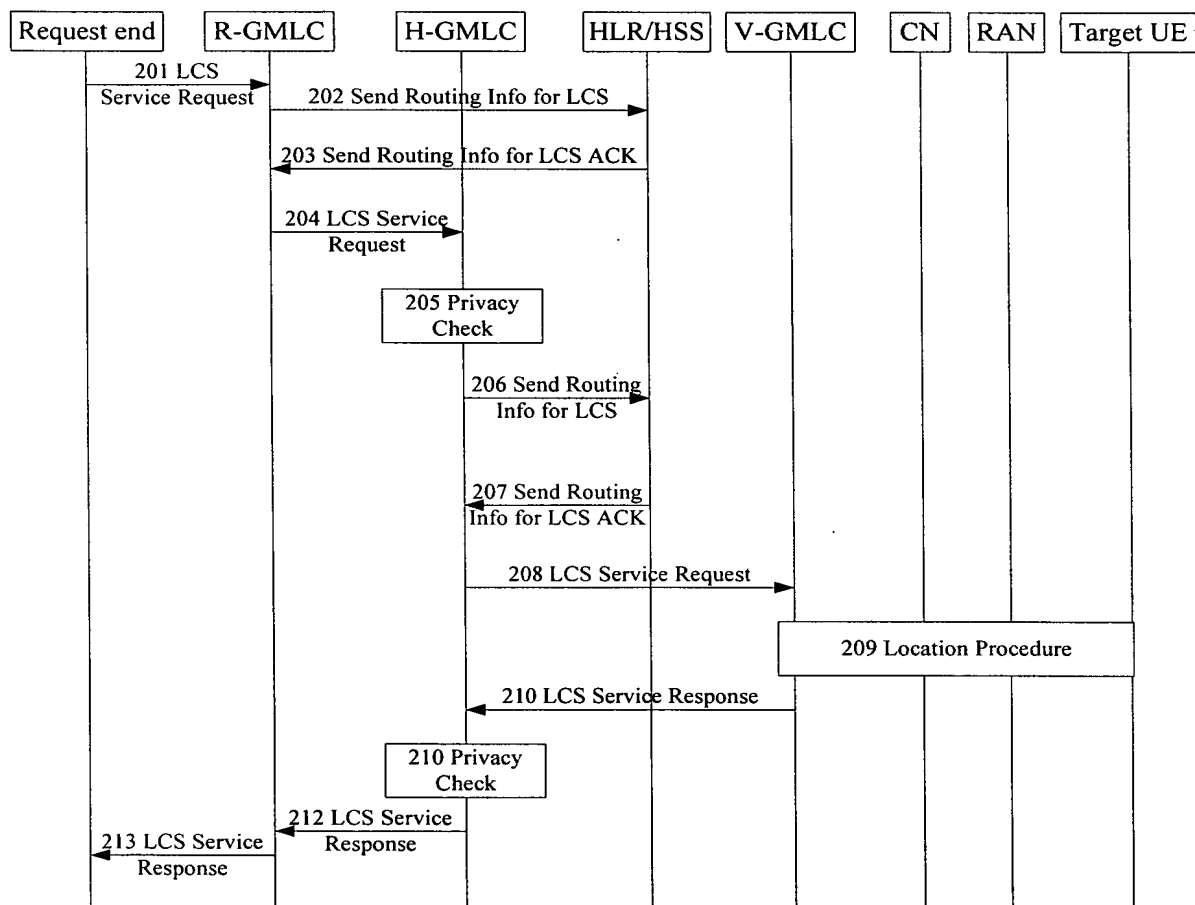 Request end
R-GMLC
H-GMLC
HLR/HSS
V-GMLC
CN
RAN
Target UE
201 LCS
Service Request
202 Send Routing Info for LCS
203 Send Routing Info for LCS ACK
204 LCS Service
Request
205 Privacy
Check
206 Send Routing
Info for LCS
207 Send Routing
Info for LCS ACK
208 LCS Service Request
209 Location Procedure
210 LCS Service Response
210 Privacy
Check
212 LCS Service
Response
213 LCS Service
Response